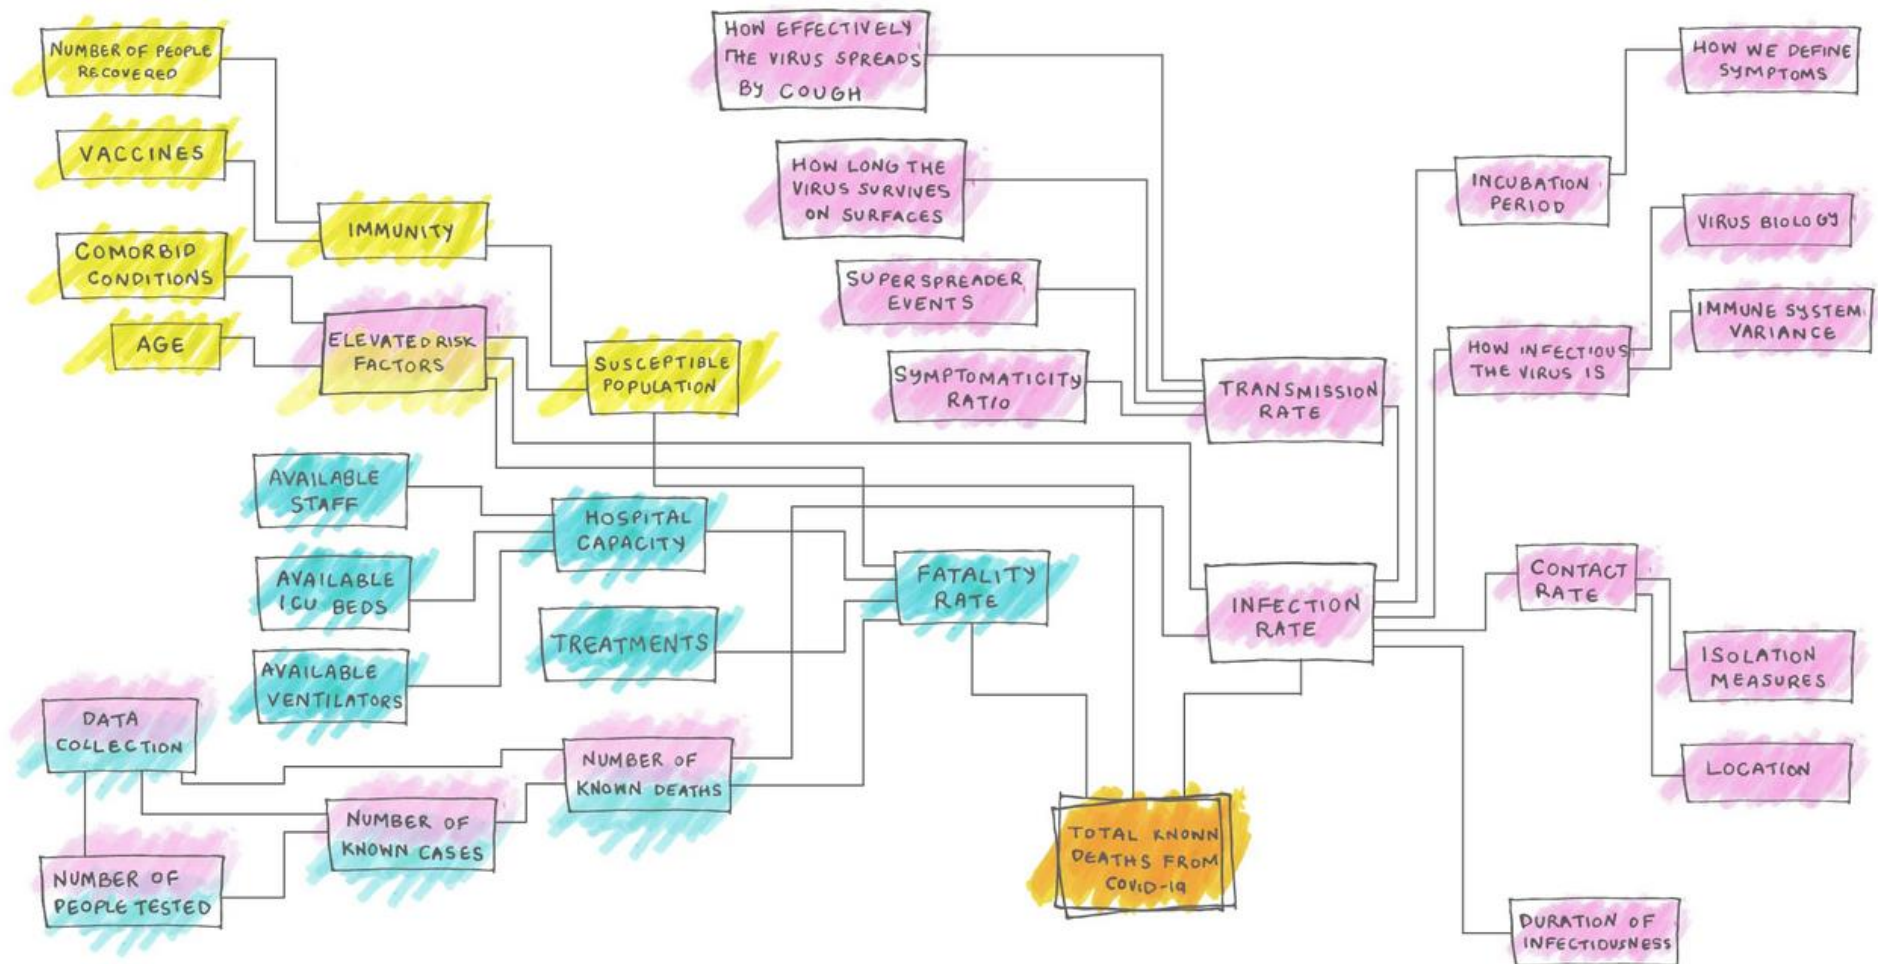 NUMBER OF PEOPLE
RECOVERED
VACCINES
COMORBID
CONDITIONS
AGE
IMMUNITY
ELEVATED RISK
FACTORS
SUSCEPTIBLE
POPULATION
HOW EFFECTIVELY
THE VIRUS SPREADS
BY COUGH
HOW LONG THE
VIRUS SURVIVES
ON SURFACES
SUPERSPREADER
EVENTS
SYMPTOMATICITY
RATIO
TRANSMISSION
RATE
HOW WE DEFINE
SYMPTOMS
INCUBATION
PERIOD
VIRUS BIOLOGY
IMMUNE SYSTEM
VARIANCE
HOW INFECTIOUS
THE VIRUS IS
AVAILABLE
STAFF
AVAILABLE
ICU BEDS
AVAILABLE
VENTILATORS
HOSPITAL
CAPACITY
TREATMENTS
FATALITY
RATE
INFECTION
RATE
CONTACT
RATE
ISOLATION
MEASURES
LOCATION
DURATION OF
INFECTIOUSNESS
DATA
COLLECTION
NUMBER OF
PEOPLE TESTED
NUMBER OF
KNOWN CASES
NUMBER OF
KNOWN DEATHS
TOTAL KNOWN
DEATHS FROM
COVID-19